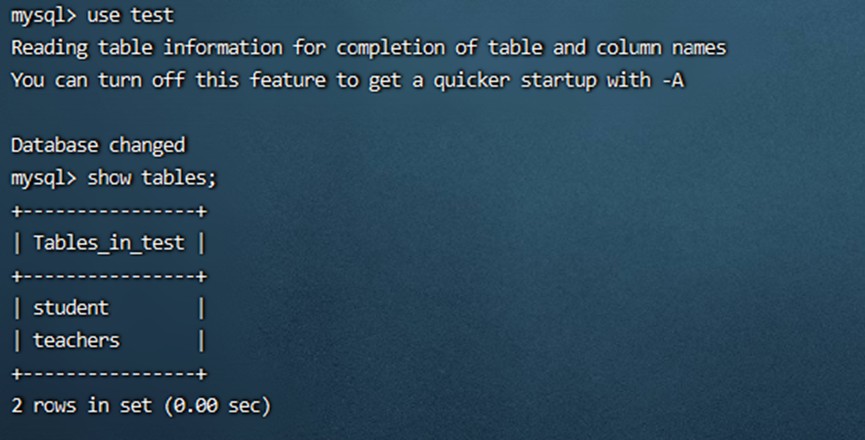 mysql> use test
Reading table information for completion of table and column names
You can turn off this feature to get a quicker startup with -A
Database changed
mysql> show tables;
+----------------+
| Tables_in_test |
+----------------+
| student        |
| teachers       |
+----------------+
2 rows in set (0.00 sec)